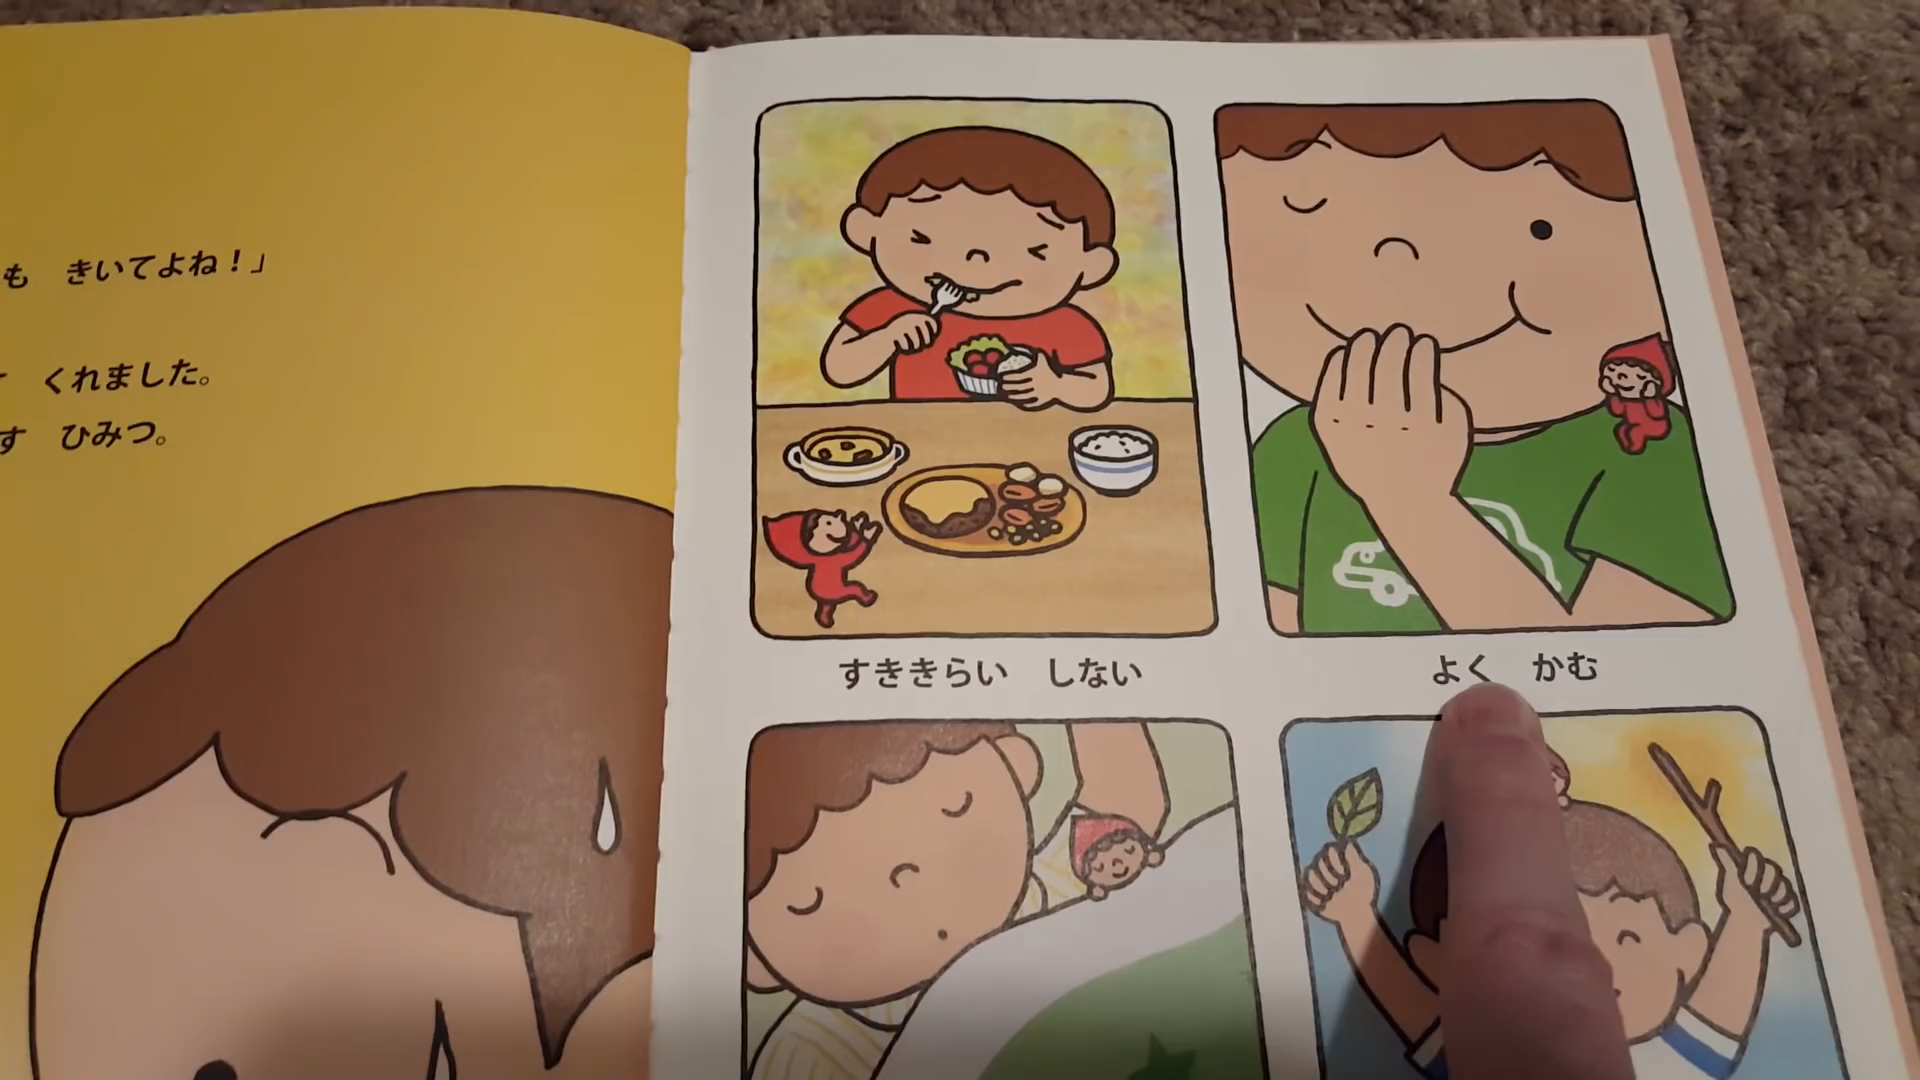 も きいてよね！」
くれました。
す ひみつ。
すききらい しない
よく かむ